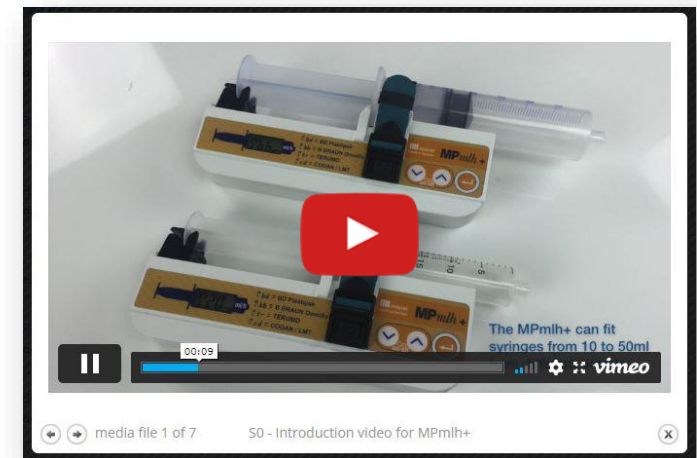 7 bd = BD Plastipak
7 bb = B BRAUN Omnifix
7 tr = TERUMO
7 cd = CODAN / LMT
MPmlh +
7 bd = BD Plastipak
7 bb = B BRAUN Omnifix
7 tr = TERUMO
7 cd = CODAN / LMT
MPmlh +
The MPmlh+ can fit
syringes from 10 to 50ml
00:09
vimeo
media file 1 of 7
S0 - Introduction video for MPmlh+
X